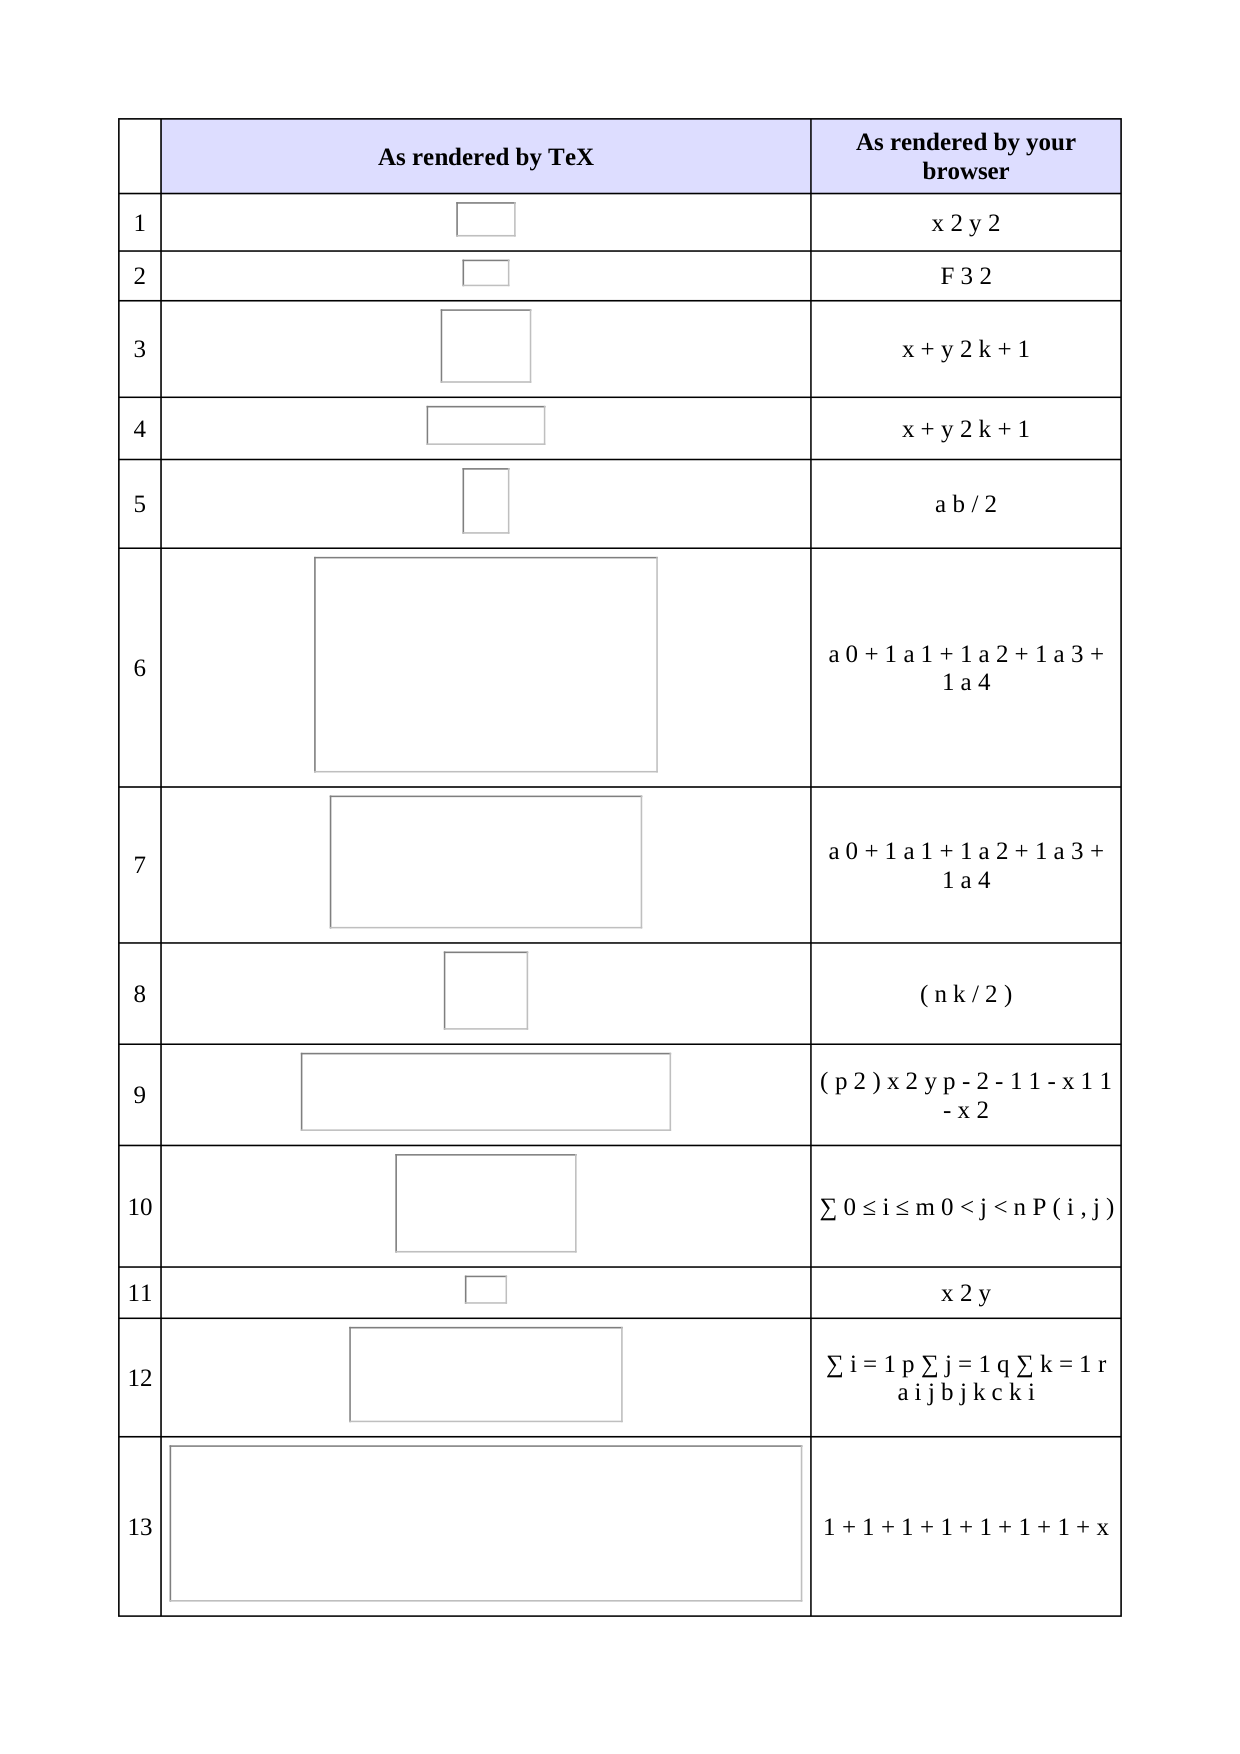 As rendered by TeX
As rendered by your
browser
1
x 2 y 2
2
F 3 2
3
x + y 2 k + 1
4
x + y 2 k + 1
5
a b / 2
6
a 0 + 1 a 1 + 1 a 2 + 1 a 3 +
1 a 4
7
a 0 + 1 a 1 + 1 a 2 + 1 a 3 +
1 a 4
8
( n k / 2 )
9
( p 2 ) x 2 y p - 2 - 1 1 - x 1 1
- x 2
10
∑ 0 ≤ i ≤ m 0 < j < n P ( i , j )
11
x 2 y
12
∑ i = 1 p ∑ j = 1 q ∑ k = 1 r
a i j b j k c k i
13
1 + 1 + 1 + 1 + 1 + 1 + 1 + x